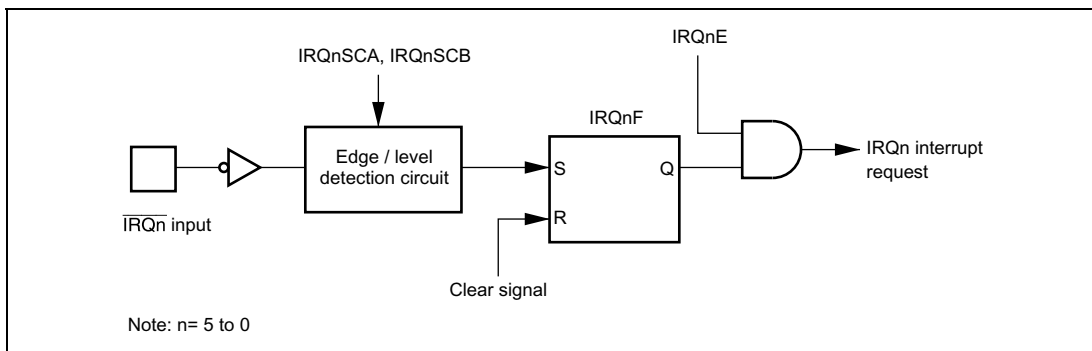 IRQnE
IRQnSCA, IRQnSCB
IRQnF
Edge / level
detection circuit
S
Q
IRQn interrupt
request
R
IRQn input
Clear signal
Note: n= 5 to 0